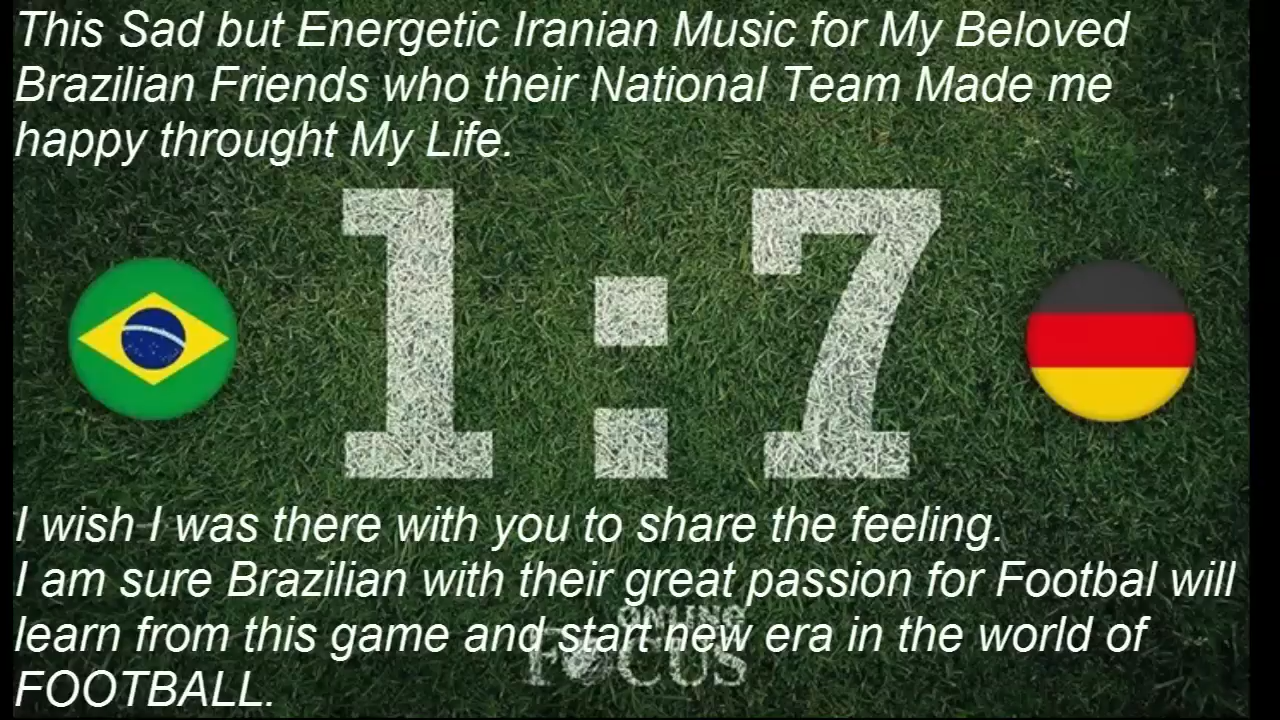 This Sad but Energetic Iranian Music for My Beloved
Brazilian Friends who their National Team Made me
happy throught My Life.
1:7
I wish I was there with you to share the feeling.
I am sure Brazilian with their great passion for Footbal will
ONLINE
learn from this game and start new era in the world of
FOCUS
FOOTBALL.